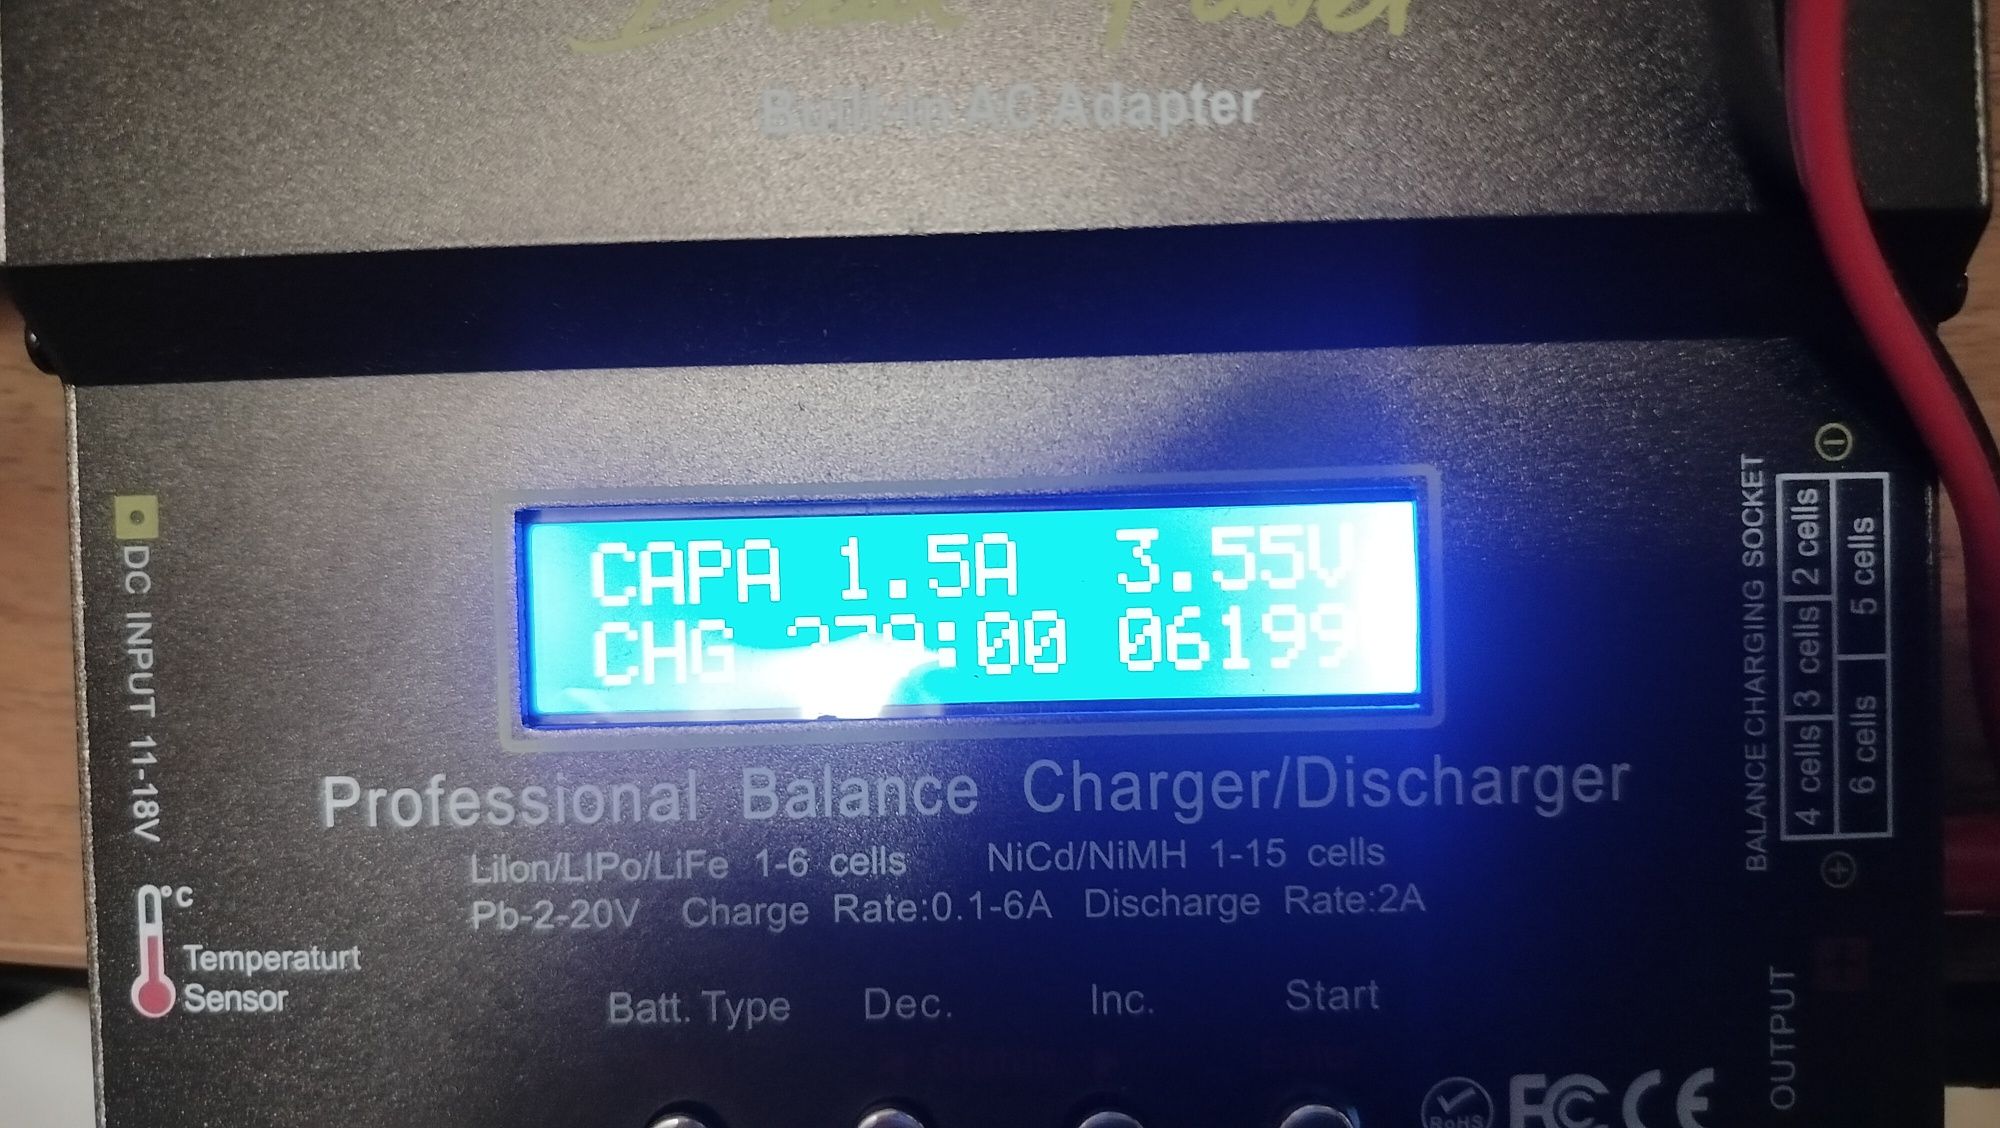 Power
Built-in AC Adapter
CAPA 1.5A 3.55V
CHG :00 06199
DC INPUT 11-18V
°C
Temperaturt
Sensor
Professional Balance Charger/Discharger
LiIon/LIPo/LiFe 1-6 cells NiCd/NiMH 1-15 cells
Pb-2-20V Charge Rate:0.1-6A Discharge Rate:2A
Batt. Type Dec. Inc. Start
BALANCE CHARGING SOCKET
2 cells
3 cells
4 cells
5 cells
6 cells
OUTPUT
RoHS FC CE